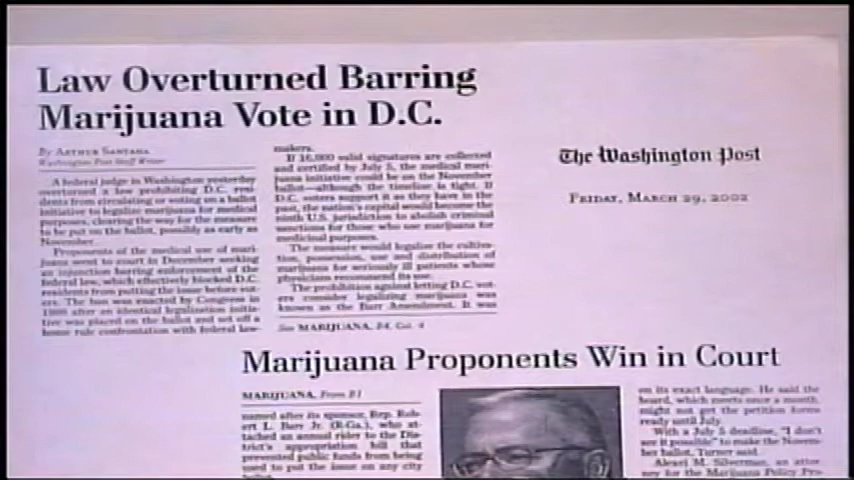 Law Overturned Barring
Marijuana Vote in D.C.
By ARTHUR SANTANA
Washington Post Staff Writer
A federal judge in Washington yesterday
overturned a law prohibiting D.C. resi-
dents from circulating or voting on a ballot
initiative to legalize marijuana for medical
purposes, clearing the way for the measure
to be put on the ballot, possibly as early as
November.
Proponents of the medical use of mari-
juana went to court in December seeking
an injunction barring enforcement of the
federal law, which effectively blocked D.C.
residents from putting the issue before vot-
ers. The ban was enacted by Congress in
1998 after an identical legalization initia-
tive was placed on the ballot and set off a
home rule confrontation with federal law-
makers.
If 16,000 valid signatures are collected
and certified by July 5, the medical mari-
juana initiative could be on the November
ballot—although the timeline is tight. If
D.C. voters support it as they have in the
past, the nation's capital would become the
ninth U.S. jurisdiction to abolish criminal
sanctions for those who use marijuana for
medicinal purposes.
The measure would legalize the cultiva-
tion, possession, use and distribution of
marijuana for seriously ill patients whose
physicians recommend its use.
The prohibition against letting D.C. vot-
ers consider legalizing marijuana was
known as the Barr Amendment. It was
See MARIJUANA, B4, Col. 4
The Washington Post
FRIDAY, MARCH 29, 2002
Marijuana Proponents Win in Court
MARIJUANA, From B1
named after its sponsor, Rep. Rob-
ert L. Barr Jr. (R-Ga.), who at-
tached an annual rider to the Dis-
trict's appropriation bill that
prevented public funds from being
used to put the issue on any city
ballot.
on its exact language. He said the
board, which meets once a month,
might not get the petition forms
ready until July.
With a July 5 deadline, "I don't
see it possible" to make the Novem-
ber ballot, Turner said.
Alexei M. Silverman, an attor-
ney for the Marijuana Policy Pro-